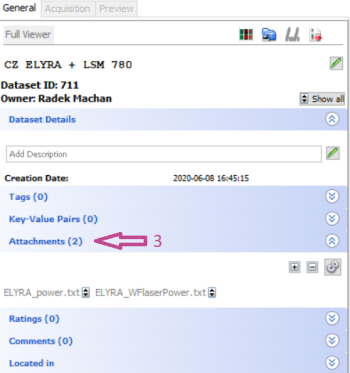 General Acquisition Preview
Full Viewer
CZ ELYRA + LSM 780
Dataset ID: 711
Owner: Radek Machan
Show all
Dataset Details
Add Description
Creation Date: 2020-06-08 16:45:15
Tags (0)
Key-Value Pairs (0)
Attachments (2) 3
ELYRA_power.txt ELYRA_WFlaserPower.txt
Ratings (0)
Comments (0)
Located in